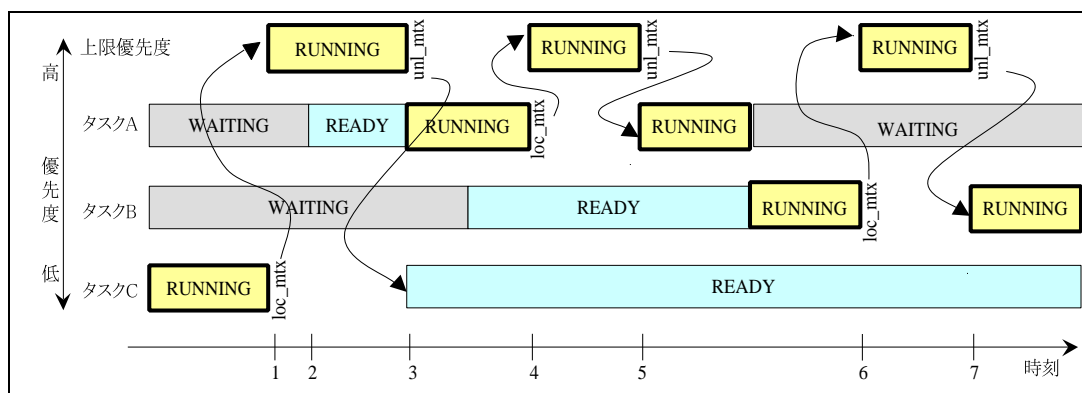 上限優先度
RUNNING
unl_mtx
RUNNING
unl_mtx
RUNNING
unl_mtx
高
タスクA
WAITING
READY
RUNNING
loc_mtx
RUNNING
WAITING
優先度
タスクB
WAITING
READY
RUNNING
loc_mtx
RUNNING
低
タスクC
RUNNING
loc_mtx
READY
1 2 3 4 5 6 7 時刻